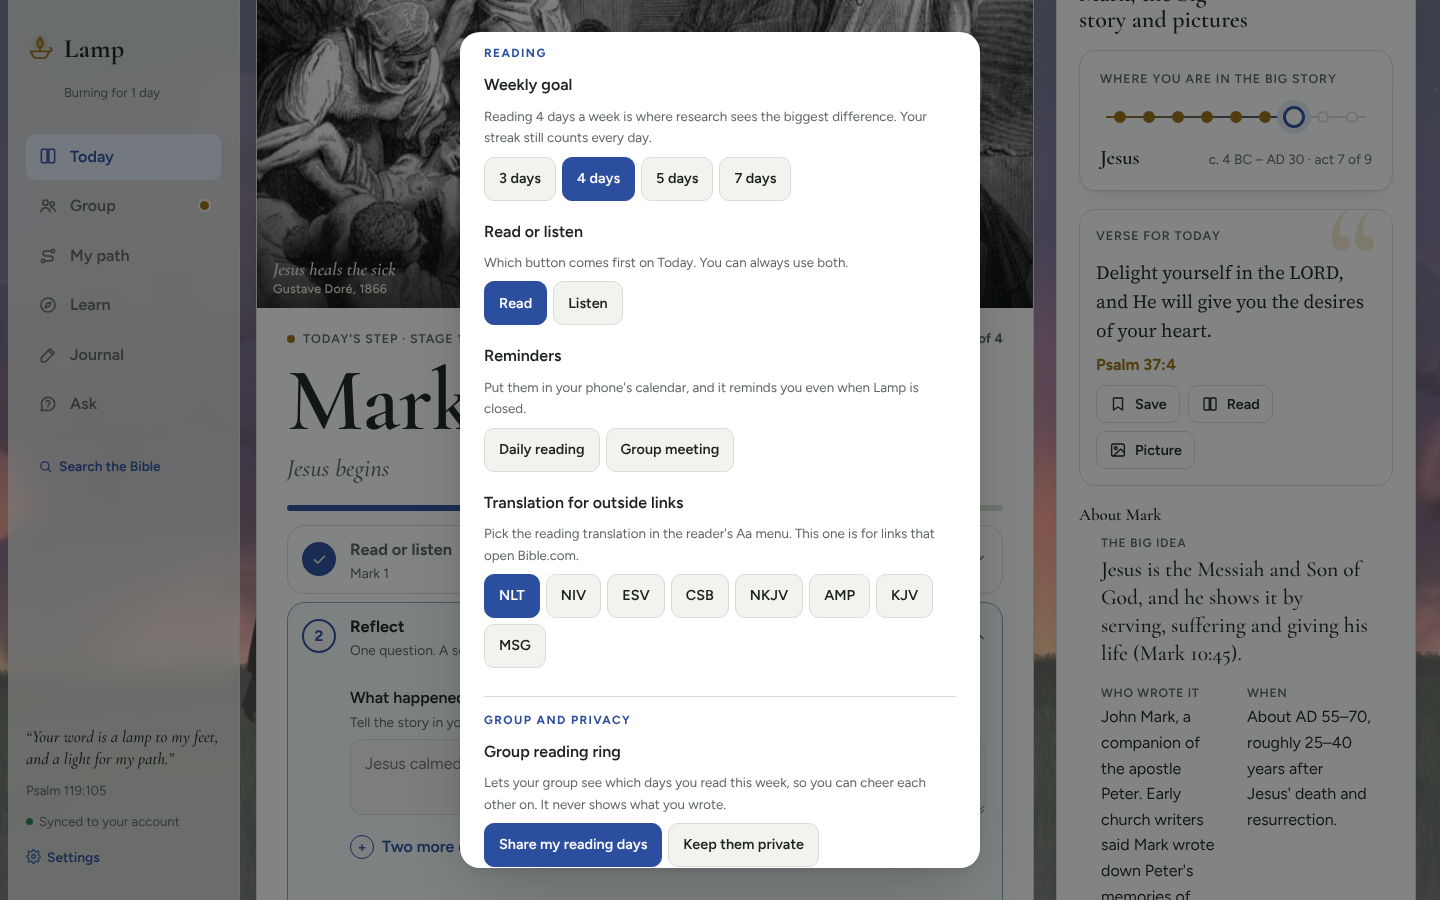 Lamp
Burning for 1 day
Today
Group
My path
Learn
Journal
Ask
Search the Bible
“Your word is a lamp to my feet,
and a light for my path.”
Psalm 119:105
Synced to your account
Settings
Jesus heals the sick
Gustave Doré, 1866
TODAY'S STEP · STAGE 1
of 4
Mark
Jesus begins
Read or listen
Mark 1
2
Reflect
One question. A s
What happened
Tell the story in yo
Jesus calmed
Two more
READING
Weekly goal
Reading 4 days a week is where research sees the biggest difference. Your
streak still counts every day.
3 days
4 days
5 days
7 days
Read or listen
Which button comes first on Today. You can always use both.
Read
Listen
Reminders
Put them in your phone's calendar, and it reminds you even when Lamp is
closed.
Daily reading
Group meeting
Translation for outside links
Pick the reading translation in the reader's Aa menu. This one is for links that
open Bible.com.
NLT
NIV
ESV
CSB
NKJV
AMP
KJV
MSG
GROUP AND PRIVACY
Group reading ring
Lets your group see which days you read this week, so you can cheer each
other on. It never shows what you wrote.
Share my reading days
Keep them private
story and pictures
WHERE YOU ARE IN THE BIG STORY
Jesus
c. 4 BC – AD 30 · act 7 of 9
VERSE FOR TODAY
Delight yourself in the LORD,
and He will give you the desires
of your heart.
Psalm 37:4
Save
Read
Picture
About Mark
THE BIG IDEA
Jesus is the Messiah and Son of
God, and he shows it by
serving, suffering and giving his
life (Mark 10:45).
WHO WROTE IT
John Mark, a
companion of
the apostle
Peter. Early
church writers
said Mark wrote
down Peter's
memories of
WHEN
About AD 55–70,
roughly 25–40
years after
Jesus' death and
resurrection.